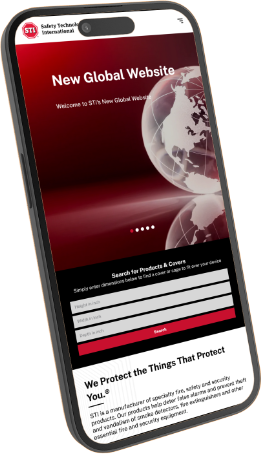 STI
Safety Technology
International
New Global Website
Welcome to STI's New Global Website
Search for Products & Covers
Simply enter dimensions below to find a cover or cage to fit over your device
Search
We Protect the Things That Protect
You.®
STI is a manufacturer of specialty fire, safety and security
products. Our products help deter false alarms and prevent theft
and vandalism of smoke detectors, fire extinguishers and other
essential fire and security equipment.